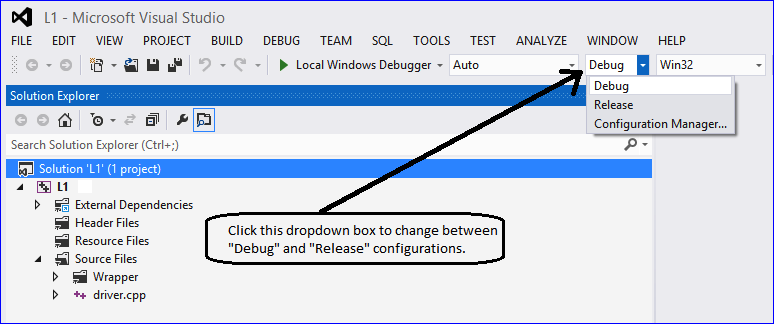 L1 - Microsoft Visual Studio
FILE EDIT VIEW PROJECT BUILD DEBUG TEAM SQL TOOLS TEST ANALYZE WINDOW HELP
Local Windows Debugger Auto Debug Win32
Debug
Release
Configuration Manager...
Solution Explorer
Search Solution Explorer (Ctrl+;)
Solution 'L1' (1 project)
L1
External Dependencies
Header Files
Resource Files
Source Files
Wrapper
driver.cpp
Click this dropdown box to change between
"Debug" and "Release" configurations.